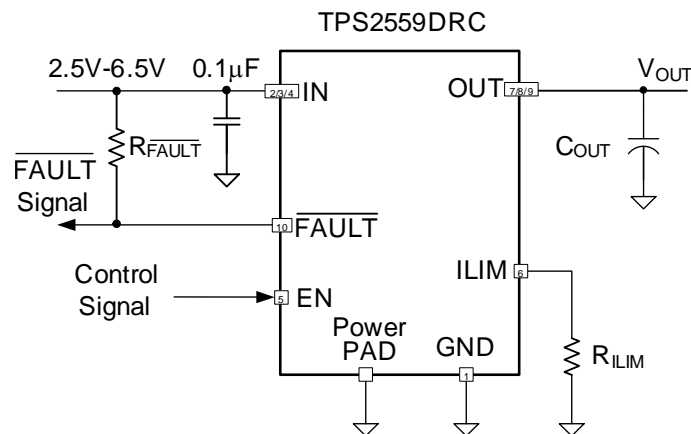 TPS2559DRC
2.5V-6.5V
0.1μF
2/3/4
IN
OUT
7/8/9
VOUT
RFAULT
COUT
FAULT
Signal
10
FAULT
ILIM
6
Control
Signal
5
EN
Power
PAD
GND
1
RILIM